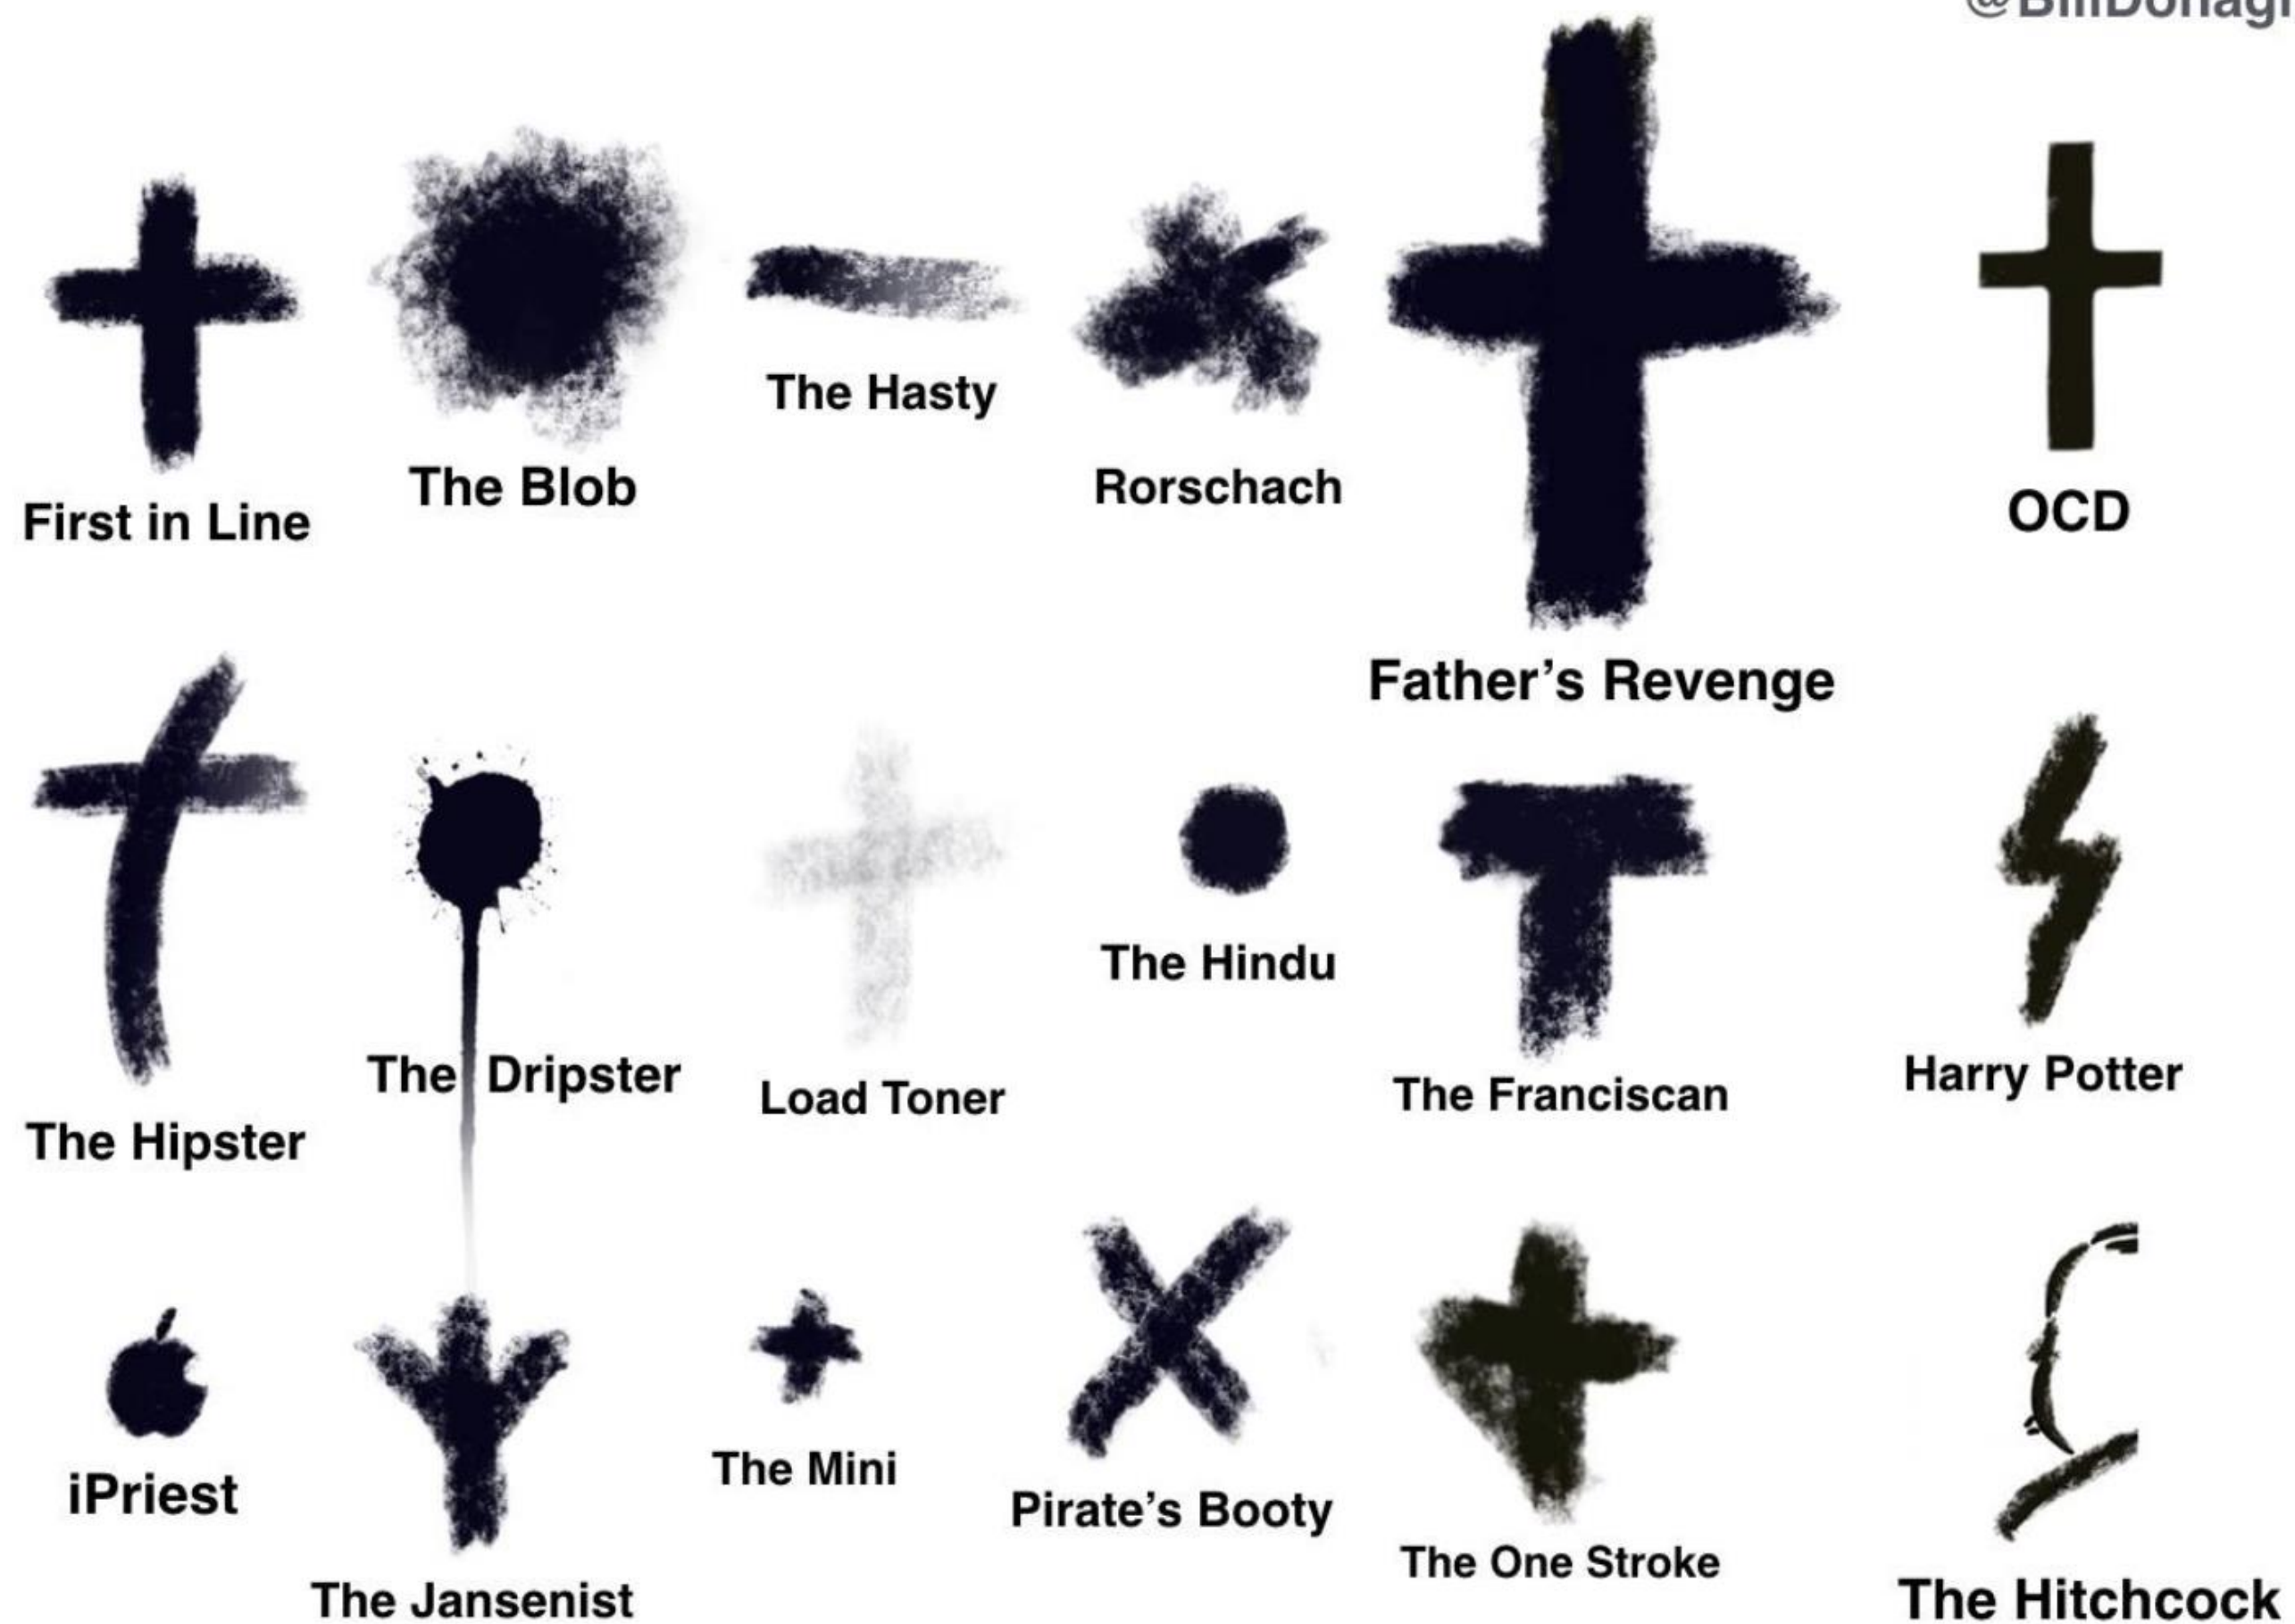 The Hasty
The Blob
Rorschach
First in Line
OCD
Father’s Revenge
The Hindu
The Dripster
Load Toner
The Franciscan
Harry Potter
The Hipster
The Mini
iPriest
Pirate’s Booty
The One Stroke
The Jansenist
The Hitchcock